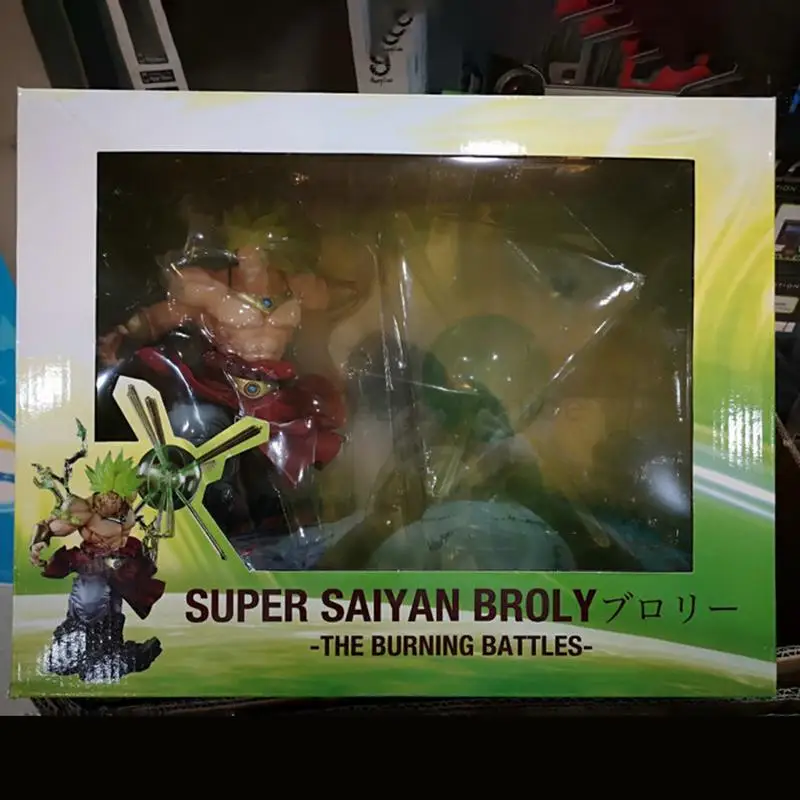 SUPER SAIYAN BROLYブロリー
-THE BURNING BATTLES-